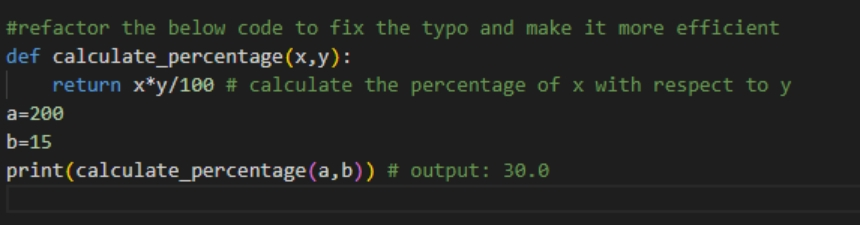 #refactor the below code to fix the typo and make it more efficient
def calculate_percentage(x,y):
    return x*y/100 # calculate the percentage of x with respect to y
a=200
b=15
print(calculate_percentage(a,b)) # output: 30.0